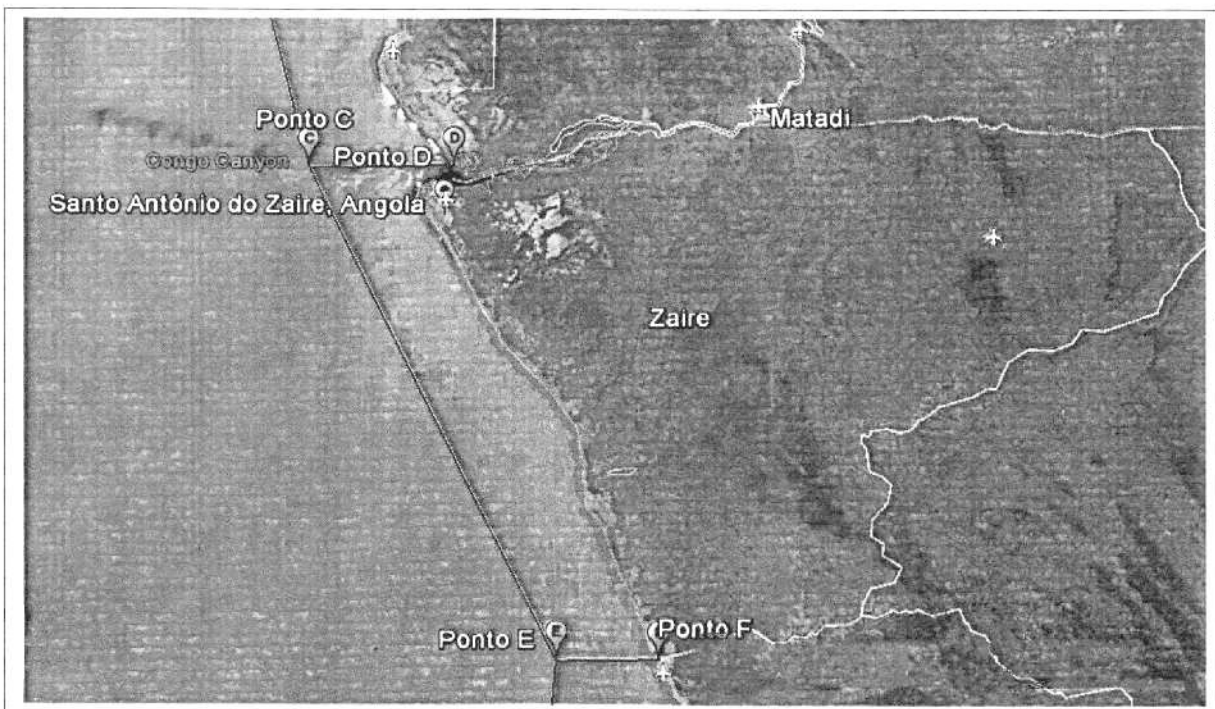 Ponto C
C
D
Matadi
Congo Canyon
Ponto D
Santo António do Zaire, Angola
Zaire
Ponto E
E
Ponto F